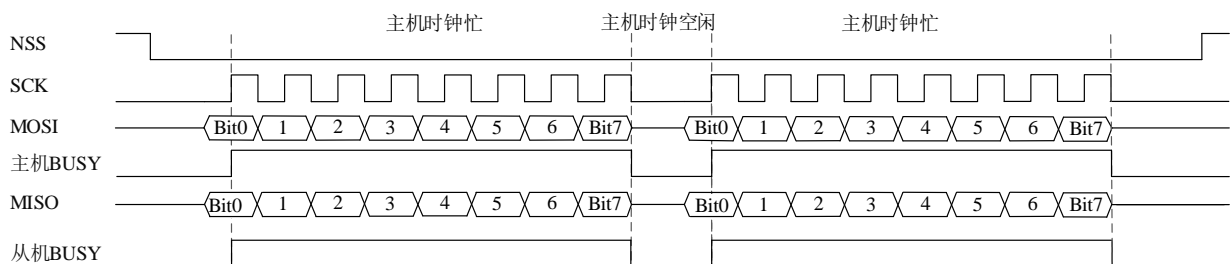 主机时钟忙 主机时钟空闲 主机时钟忙
NSS
SCK
MOSI Bit0 1 2 3 4 5 6 Bit7 Bit0 1 2 3 4 5 6 Bit7
主机BUSY
MISO Bit0 1 2 3 4 5 6 Bit7 Bit0 1 2 3 4 5 6 Bit7
从机BUSY